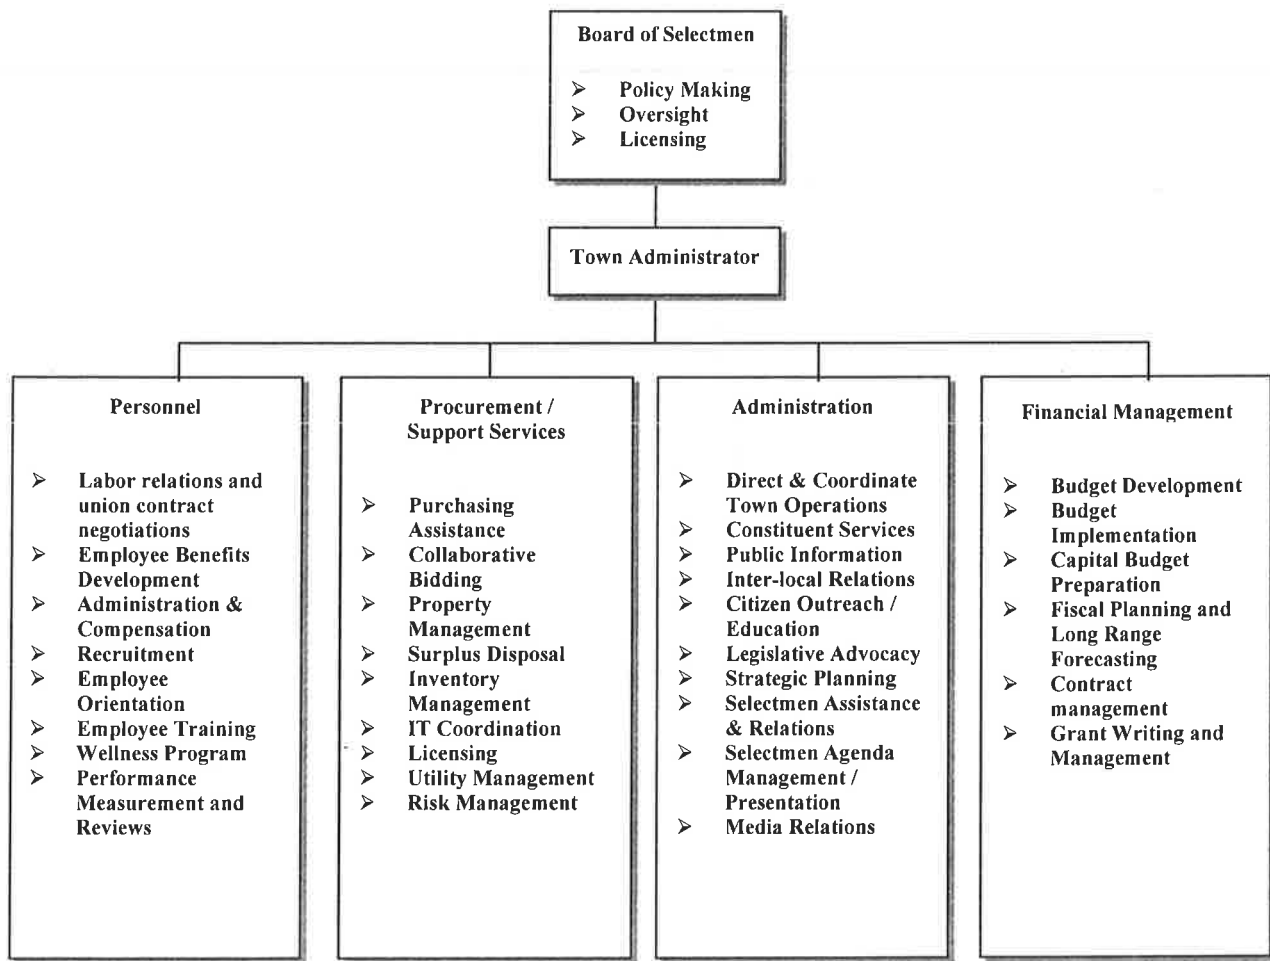 Board of Selectmen
➢ Policy Making
➢ Oversight
➢ Licensing
Town Administrator
Personnel
➢ Labor relations and
union contract
negotiations
➢ Employee Benefits
Development
➢ Administration &
Compensation
➢ Recruitment
➢ Employee
Orientation
➢ Employee Training
➢ Wellness Program
➢ Performance
Measurement and
Reviews
Procurement /
Support Services
➢ Purchasing
Assistance
➢ Collaborative
Bidding
➢ Property
Management
➢ Surplus Disposal
➢ Inventory
Management
➢ IT Coordination
➢ Licensing
➢ Utility Management
➢ Risk Management
Administration
➢ Direct & Coordinate
Town Operations
➢ Constituent Services
➢ Public Information
➢ Inter-local Relations
➢ Citizen Outreach /
Education
➢ Legislative Advocacy
➢ Strategic Planning
➢ Selectmen Assistance
& Relations
➢ Selectmen Agenda
Management /
Presentation
➢ Media Relations
Financial Management
➢ Budget Development
➢ Budget
Implementation
➢ Capital Budget
Preparation
➢ Fiscal Planning and
Long Range
Forecasting
➢ Contract
management
➢ Grant Writing and
Management